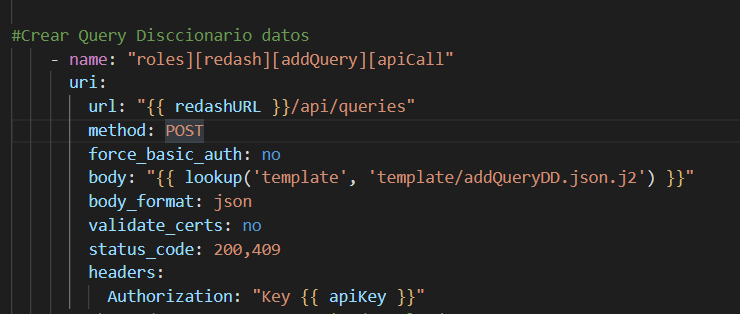 #Crear Query Disccionario datos
- name: "roles][redash][addQuery][apiCall"
uri:
url: "{{ redashURL }}/api/queries"
method: POST
force_basic_auth: no
body: "{{ lookup('template', 'template/addQueryDD.json.j2') }}"
body_format: json
validate_certs: no
status_code: 200,409
headers:
Authorization: "Key {{ apiKey }}"